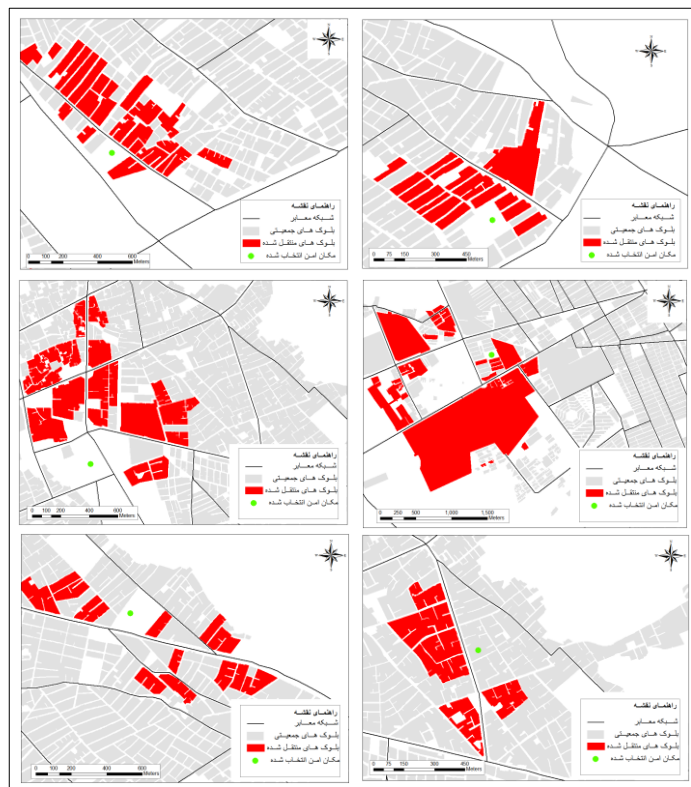 راهنمای نقشه
شبکه معابر
بلوک های جمعیتی
بلوک های منتقل شده
مکان امن انتخاب شده
0 100 200 400 600
Meters
راهنمای نقشه
شبکه معابر
بلوک های جمعیتی
بلوک های منتقل شده
مکان امن انتخاب شده
0 75 150 300 450
Meters
راهنمای نقشه
شبکه معابر
بلوک های جمعیتی
بلوک های منتقل شده
مکان امن انتخاب شده
0 100 200 400 600
Meters
راهنمای نقشه
شبکه معابر
بلوک های جمعیتی
بلوک های منتقل شده
مکان امن انتخاب شده
0 250 500 1,000 1,500
Meters
راهنمای نقشه
شبکه معابر
بلوک های جمعیتی
بلوک های منتقل شده
مکان امن انتخاب شده
0 100 200 400 600
Meters
راهنمای نقشه
شبکه معابر
بلوک های جمعیتی
بلوک های منتقل شده
مکان امن انتخاب شده
0 75 150 300 450
Meters